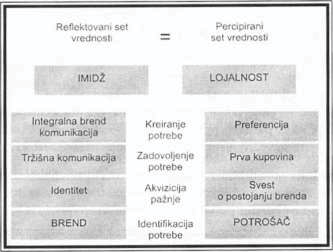 Reflektovani set
vrednosti
=
Percipirani
set vrednosti
IMIDŽ
LOJALNOST
Integralna brend
komunikacija
Kreiranje
potrebe
Preferencija
Tržišna komunikacija
Zadovoljenje
potrebe
Prva kupovina
Identitet
Akvizicija
pažnje
Svest
o postojanju brenda
BREND
Identifikacija
potrebe
POTROŠAČ